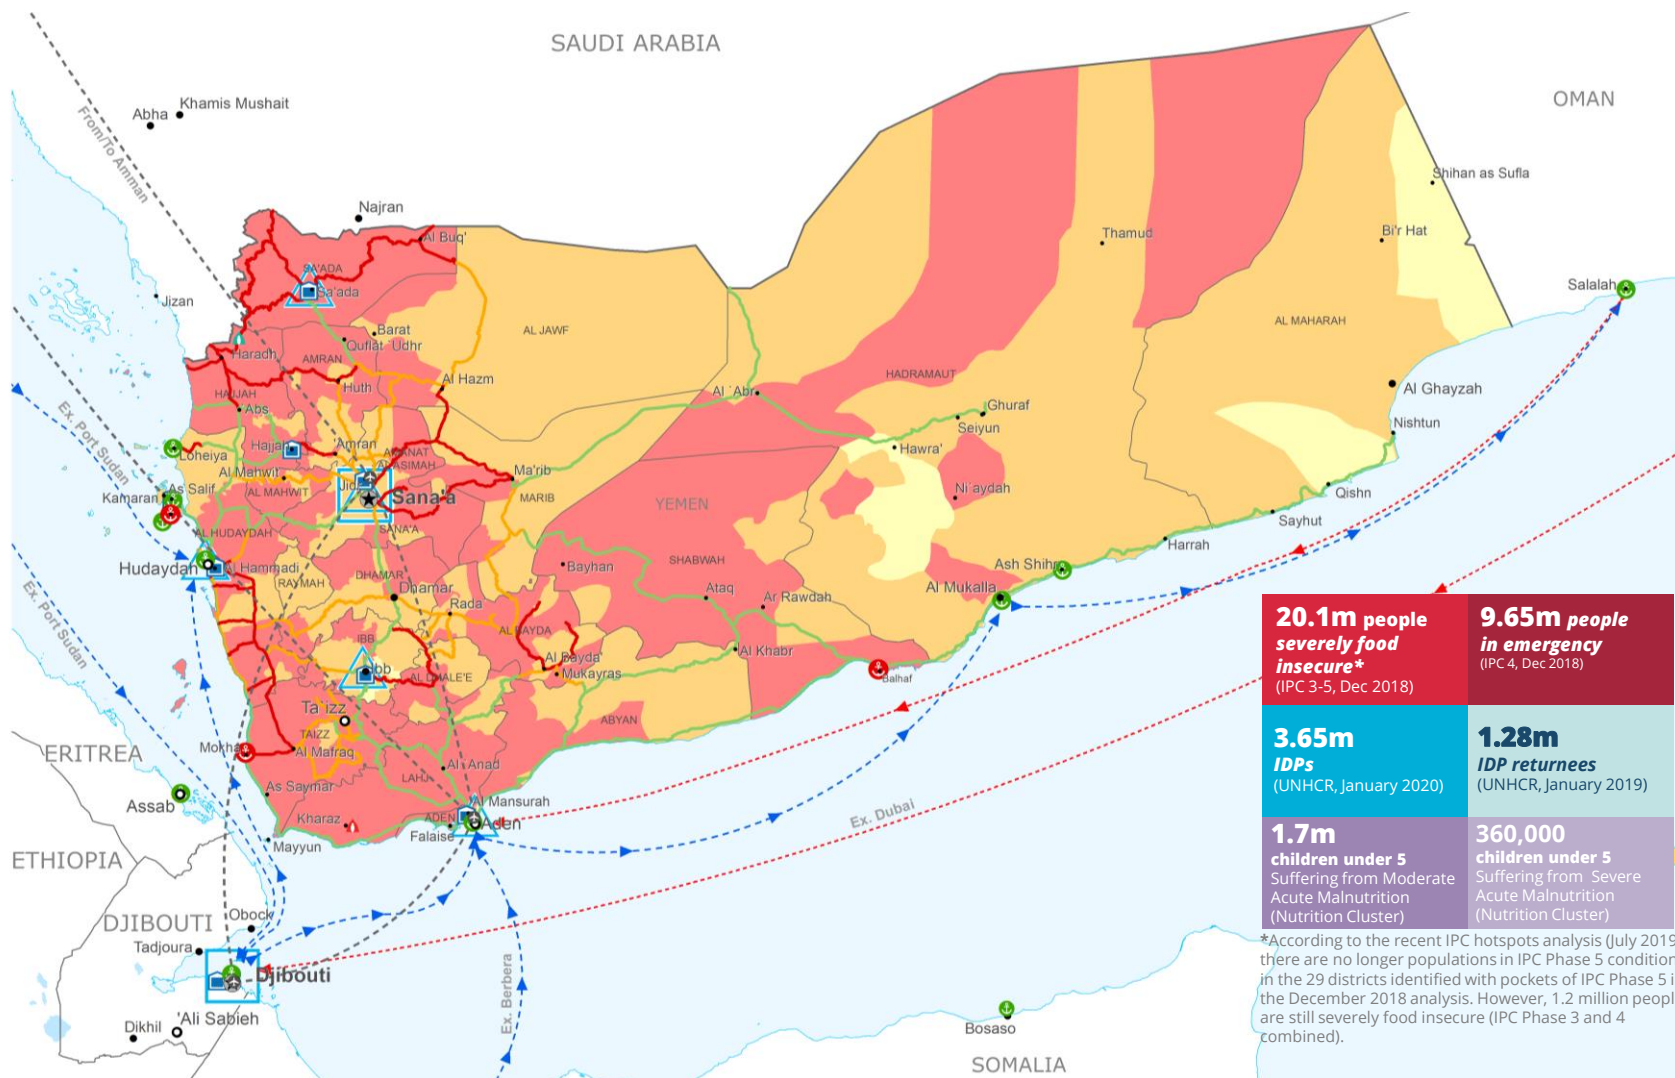 SAUDI ARABIA
OMAN
Khamis Mushait
Abha
From/To Amman
Shihan as Sufla
Najran
Al Buq'
Thamud
Bi'r Hat
SA'ADA
Sa'ada
Jizan
Salalah
Barat
AL JAWF
AL MAHARAH
Quflat `Udhr
Haradh
AMRAN
HADRAMAUT
Huth
Al Hazm
Al `Abr
Al Ghayzah
HAJJAH
Abs
Ghuraf
Seiyun
Nishtun
Ex. Port Sudan
Hajjah
'Amran
Hawra'
Loheiya
AMANAT
AL ASIMAH
Al Mahwit
Ma'rib
Qishn
AL MAHWIT
As Salif
Kamaran
Sana'a
MARIB
YEMEN
Ni`aydah
Sayhut
AL HUDAYDAH
SANA'A
Harrah
SHABWAH
Hudaydah
Al Hammadi
RAYMAH
DHAMAR
Bayhan
Ash Shihr
Dhamar
Ataq
Al Mukalla
Rada
Ar Rawdah
Ex. Port Sudan
IBB
AL BAYDA
Ibb
Al Bayda'
Al Khabr
Mukayras
AL DHALE'E
Balhaf
Ta`izz
ABYAN
TAIZZ
Mokha
Al Mafraq
ERITREA
LAHJ
Al `Anad
As Saymar
Assab
Al Mansurah
Kharaz
ADEN
Aden
Falaise
Ex. Dubai
Mayyun
ETHIOPIA
DJIBOUTI
Obock
Tadjoura
Djibouti
Ex. Berbera
'Ali Sabieh
Dikhil
Bosaso
SOMALIA
20.1m people
severely food
insecure*
(IPC 3-5, Dec 2018)
9.65m people
in emergency
(IPC 4, Dec 2018)
3.65m
IDPs
(UNHCR, January 2020)
1.28m
IDP returnees
(UNHCR, January 2019)
1.7m
children under 5
Suffering from Moderate
Acute Malnutrition
(Nutrition Cluster)
360,000
children under 5
Suffering from Severe
Acute Malnutrition
(Nutrition Cluster)
*According to the recent IPC hotspots analysis (July 2019
there are no longer populations in IPC Phase 5 condition
in the 29 districts identified with pockets of IPC Phase 5 i
the December 2018 analysis. However, 1.2 million peopl
are still severely food insecure (IPC Phase 3 and 4
combined).